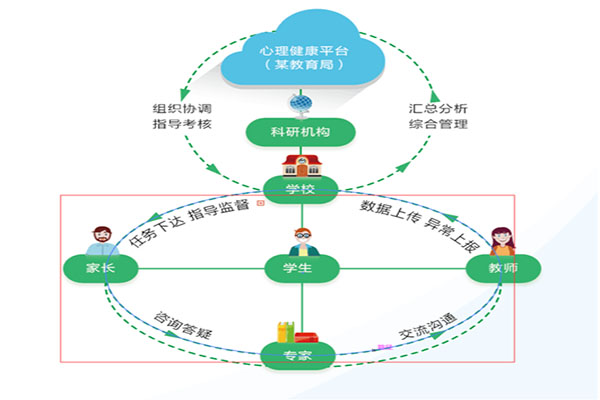 心理健康平台
（某教育局）
组织协调
指导考核
汇总分析
综合管理
科研机构
学校
任务下达 指导监督
数据上传 异常上报
家长
学生
教师
咨询答疑
交流沟通
专家